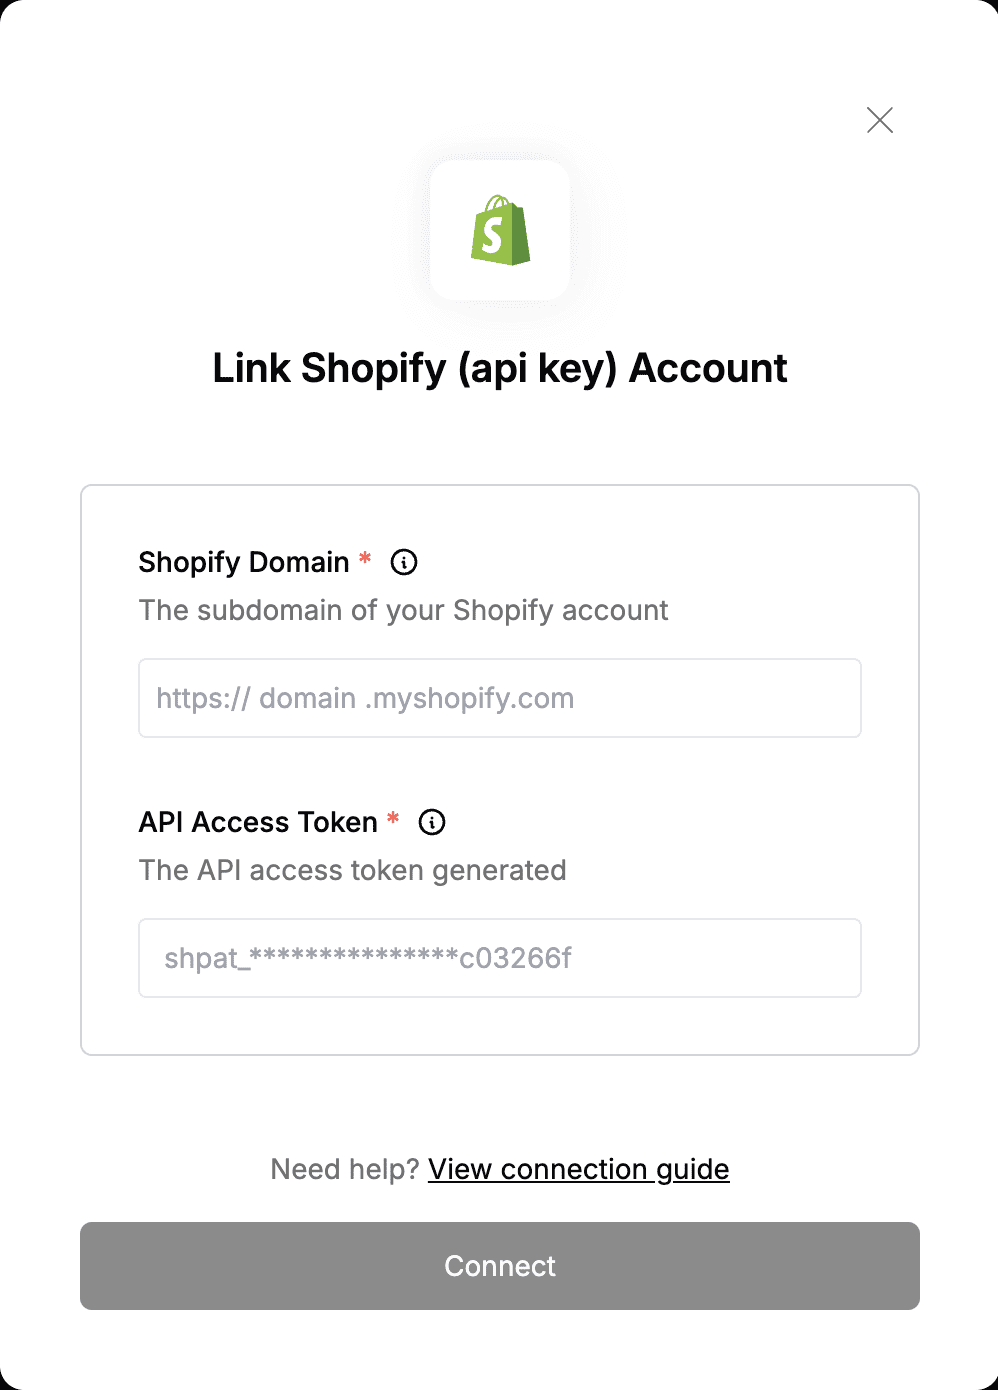 S
Link Shopify (api key) Account
Shopify Domain *
The subdomain of your Shopify account
https:// domain .myshopify.com
API Access Token *
The API access token generated
shpat_***************c03266f
Need help? View connection guide
Connect